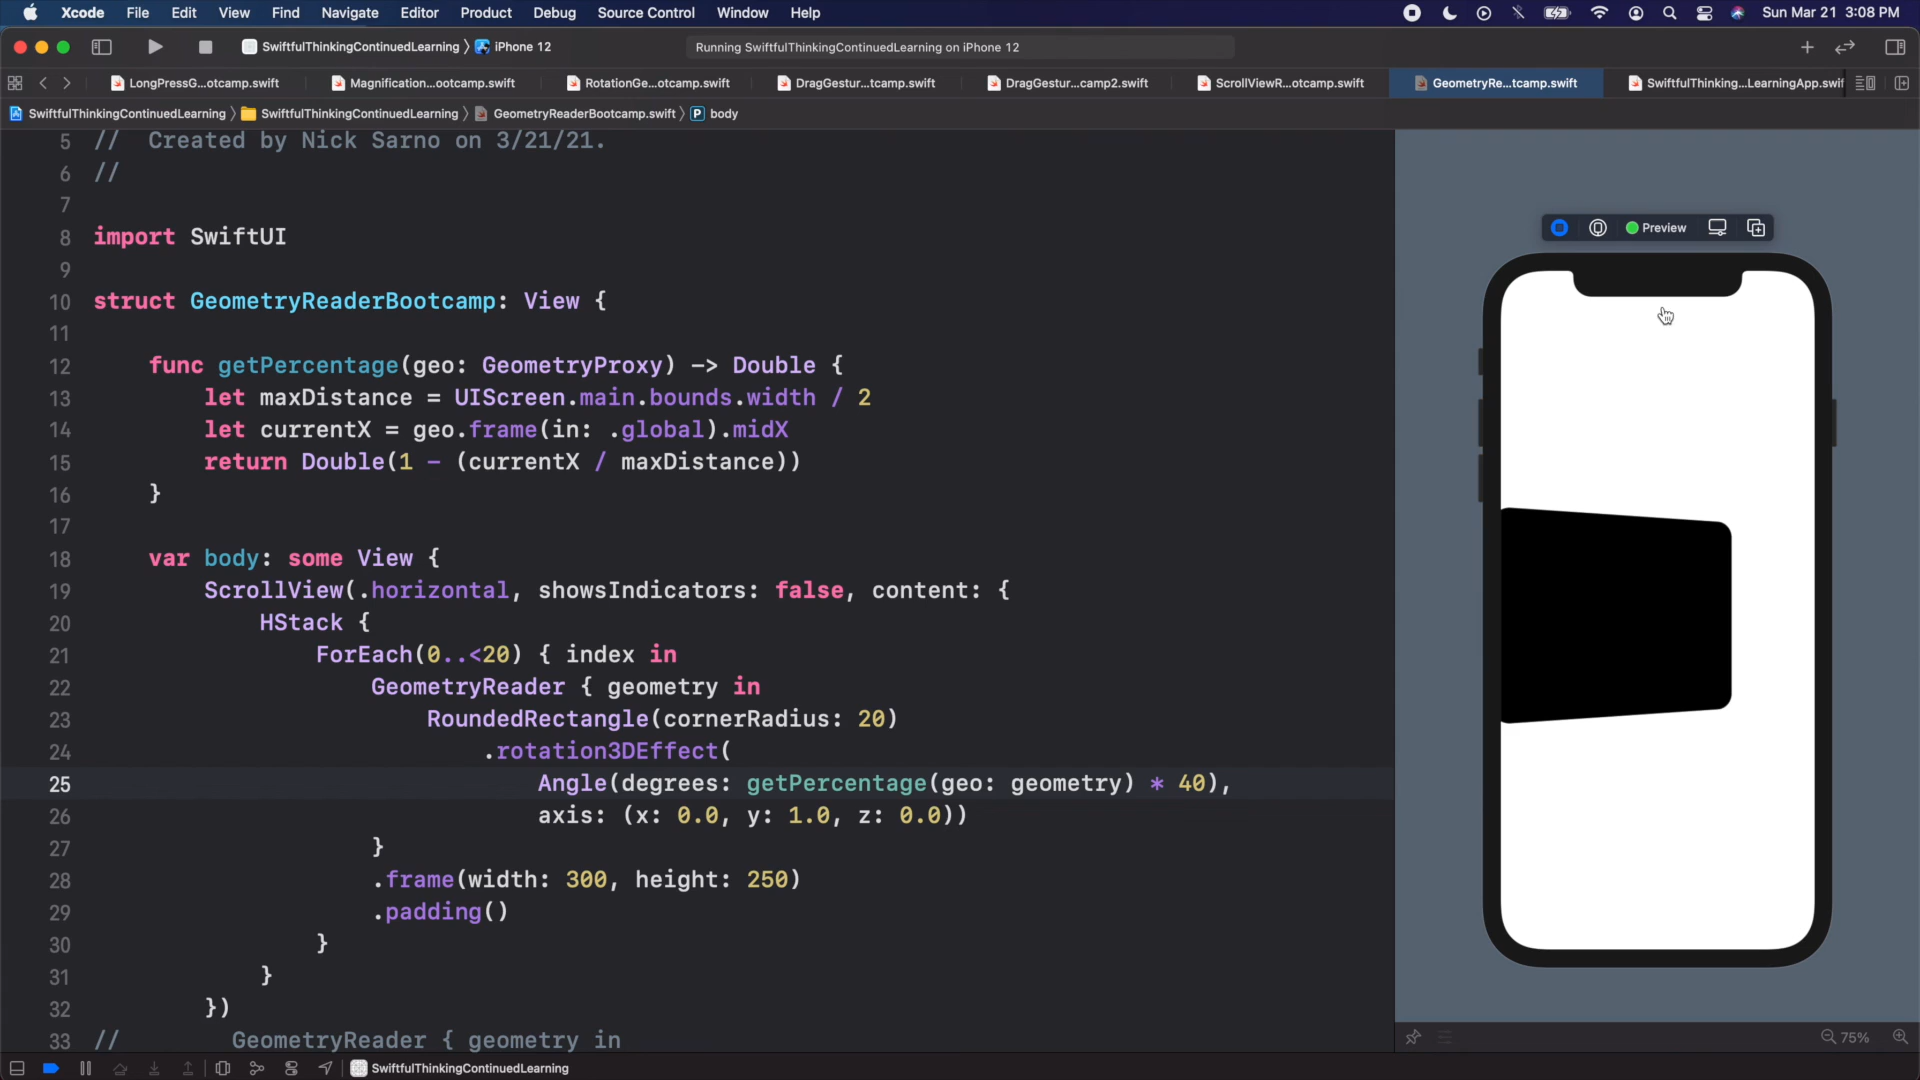 Xcode File Edit View Find Navigate Editor Product Debug Source Control Window Help Sun Mar 21 3:08 PM
SwiftfulThinkingContinuedLearning 〉 iPhone 12 Running SwiftfulThinkingContinuedLearning on iPhone 12
LongPressG...otcamp.swift Magnification...ootcamp.swift RotationGe...otcamp.swift DragGestur...tcamp.swift DragGestur...camp2.swift ScrollViewR...otcamp.swift GeometryRe...tcamp.swift SwiftfulThinking...LearningApp.swif
SwiftfulThinkingContinuedLearning 〉 SwiftfulThinkingContinuedLearning 〉 GeometryReaderBootcamp.swift 〉 P body
5 // Created by Nick Sarno on 3/21/21.
6 //
7
8 import SwiftUI
9
10 struct GeometryReaderBootcamp: View {
11
12 func getPercentage(geo: GeometryProxy) -> Double {
13 let maxDistance = UIScreen.main.bounds.width / 2
14 let currentX = geo.frame(in: .global).midX
15 return Double(1 - (currentX / maxDistance))
16 }
17
18 var body: some View {
19 ScrollView(.horizontal, showsIndicators: false, content: {
20 HStack {
21 ForEach(0..<20) { index in
22 GeometryReader { geometry in
23 RoundedRectangle(cornerRadius: 20)
24 .rotation3DEffect(
25 Angle(degrees: getPercentage(geo: geometry) * 40),
26 axis: (x: 0.0, y: 1.0, z: 0.0))
27 }
28 .frame(width: 300, height: 250)
29 .padding()
30 }
31 }
32 })
33 // GeometryReader { geometry in
Preview
75%
SwiftfulThinkingContinuedLearning